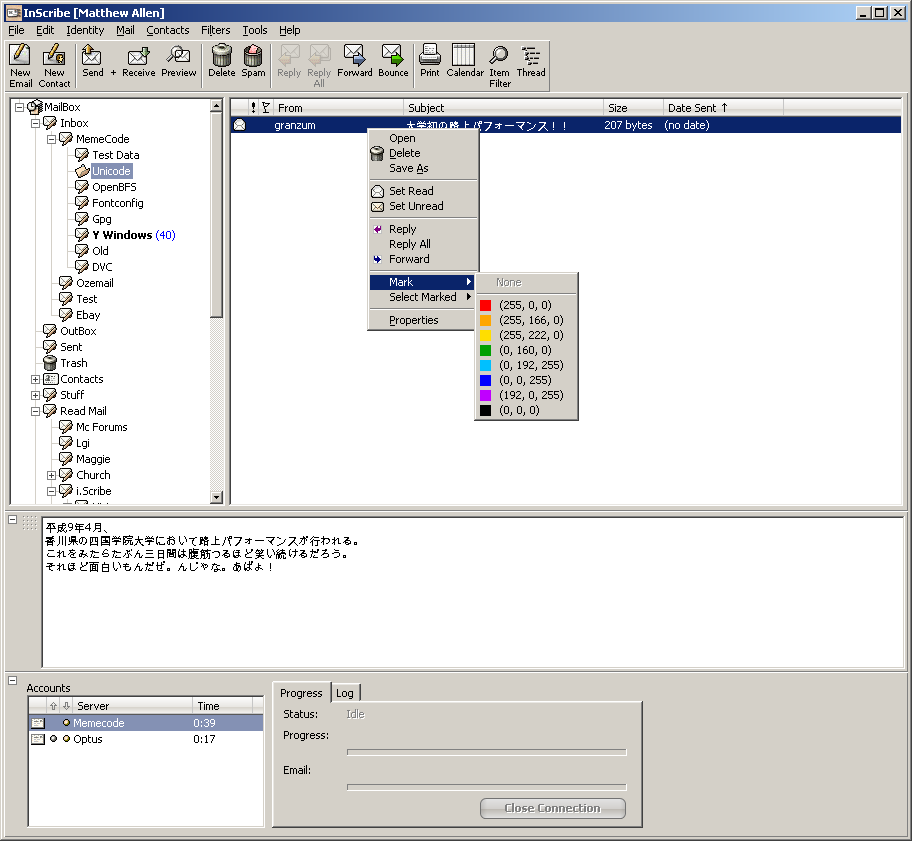 InScribe [Matthew Allen]
File Edit Identity Mail Contacts Filters Tools Help
New Email New Contact Send + Receive Preview Delete Spam Reply Reply All Forward Bounce Print Calendar Item Filter Thread
MailBox
Inbox
MemeCode
Test Data
Unicode
OpenBFS
Fontconfig
Gpg
Y Windows (40)
Old
DVC
Ozemail
Test
Ebay
OutBox
Sent
Trash
Contacts
Stuff
Read Mail
Mc Forums
Lgi
Maggie
Church
i.Scribe
! From Subject Size Date Sent ↑
granzum 大学初の路上パフォーマンス！！ 207 bytes (no date)
Open
Delete
Save As
Set Read
Set Unread
Reply
Reply All
Forward
Mark
Select Marked
Properties
None
(255, 0, 0)
(255, 166, 0)
(255, 222, 0)
(0, 160, 0)
(0, 192, 255)
(0, 0, 255)
(192, 0, 255)
(0, 0, 0)
平成9年4月、
香川県の四国学院大学において路上パフォーマンスが行われる。
これをみたらたぶん三日間は腹筋つるほど笑い続けるだろう。
それほど面白いもんだぜ。んじゃな。あばよ！
Accounts
Server Time
Memecode 0:39
Optus 0:17
Progress Log
Status: Idle
Progress:
Email:
Close Connection